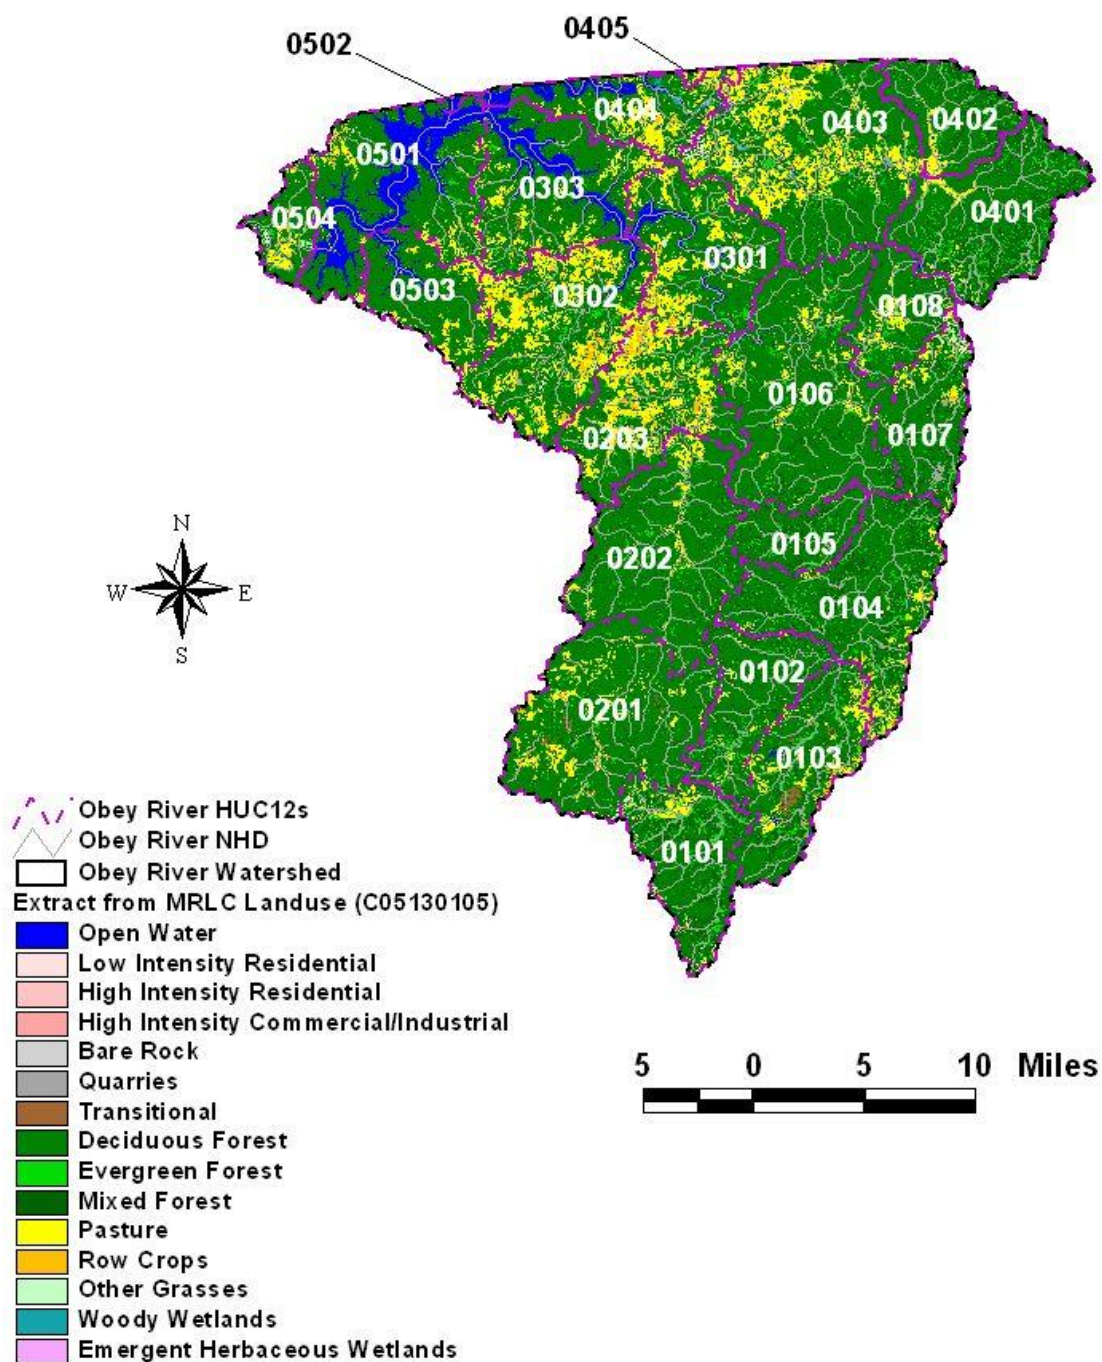 0405
0502
0404
0403
0402
0501
0303
0401
0504
0301
0503
0302
0108
0106
0107
0203
0105
0202
0104
0102
0201
0103
0101
N
W
E
S
Obey River HUC12s
Obey River NHD
Obey River Watershed
Extract from MRLC Landuse (C05130105)
Open Water
Low Intensity Residential
High Intensity Residential
High Intensity Commercial/Industrial
Bare Rock
Quarries
Transitional
Deciduous Forest
Evergreen Forest
Mixed Forest
Pasture
Row Crops
Other Grasses
Woody Wetlands
Emergent Herbaceous Wetlands
5 0 5 10 Miles